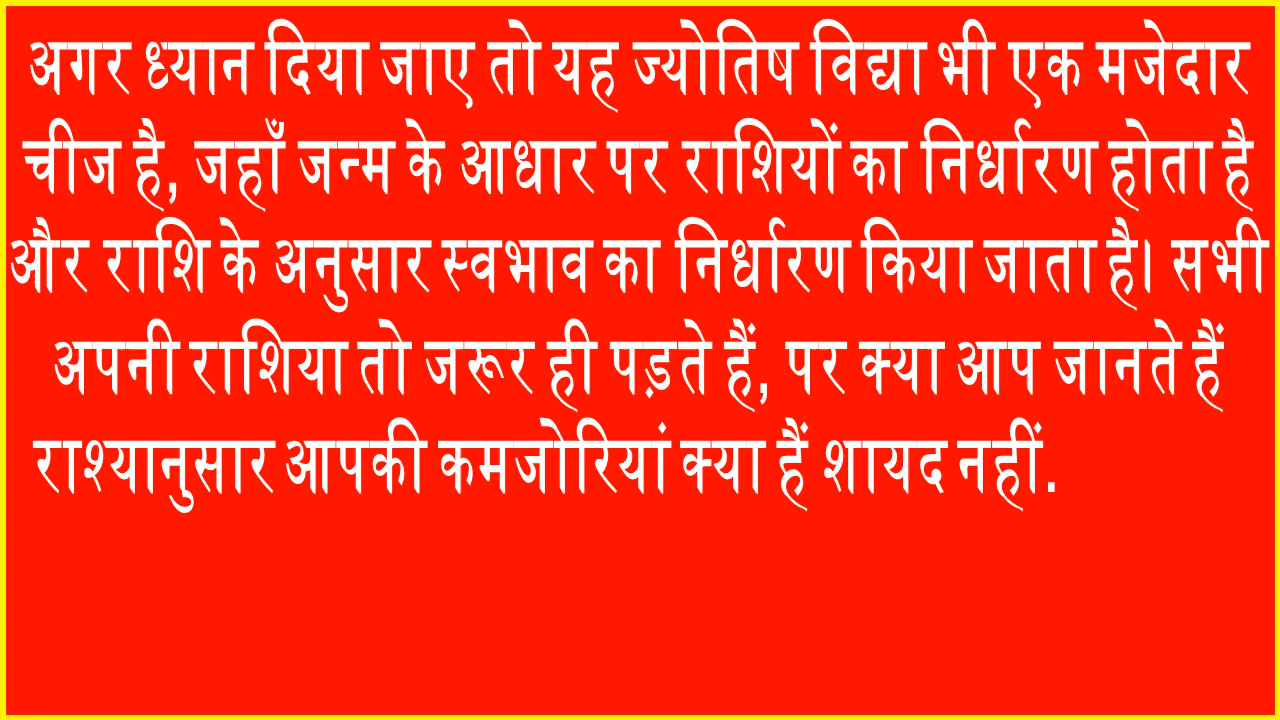 अगर ध्यान दिया जाए तो यह ज्योतिष विद्या भी एक मजेदार
चीज है, जहाँ जन्म के आधार पर राशियों का निर्धारण होता है
और राशि के अनुसार स्वभाव का निर्धारण किया जाता है। सभी
अपनी राशिया तो जरूर ही पड़ते हैं, पर क्या आप जानते हैं
राश्यानुसार आपकी कमजोरियां क्या हैं शायद नहीं.